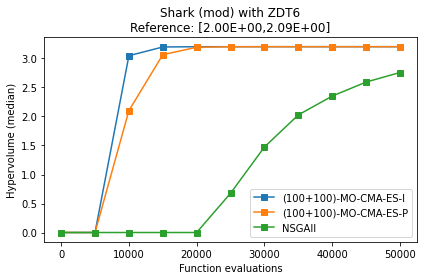 Shark (mod) with ZDT6
Reference: [2.00E+00,2.09E+00]
Hypervolume (median)
3.0
2.5
2.0
1.5
1.0
0.5
0.0
(100+100)-MO-CMA-ES-I
(100+100)-MO-CMA-ES-P
NSGAII
0 10000 20000 30000 40000 50000
Function evaluations